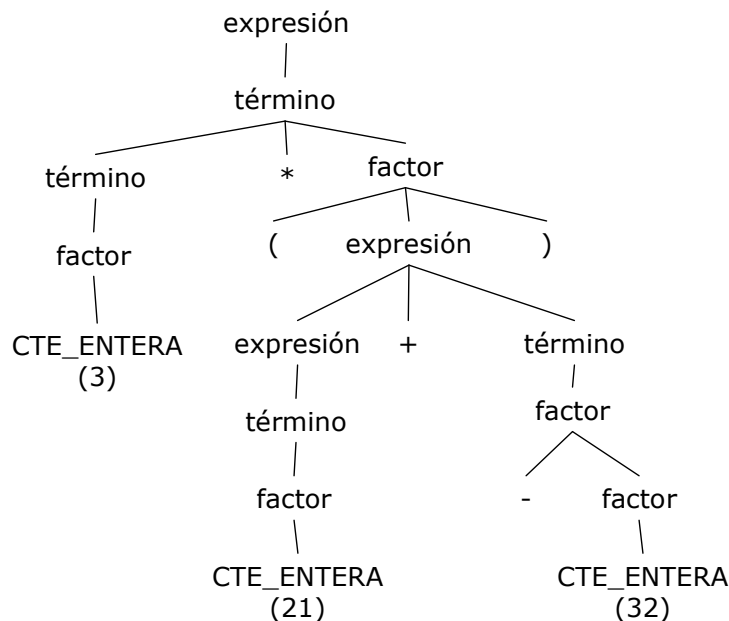 expresión
término
término * factor
( expresión )
factor
CTE_ENTERA expresión + término
(3)
término factor
factor - factor
CTE_ENTERA CTE_ENTERA
(21) (32)